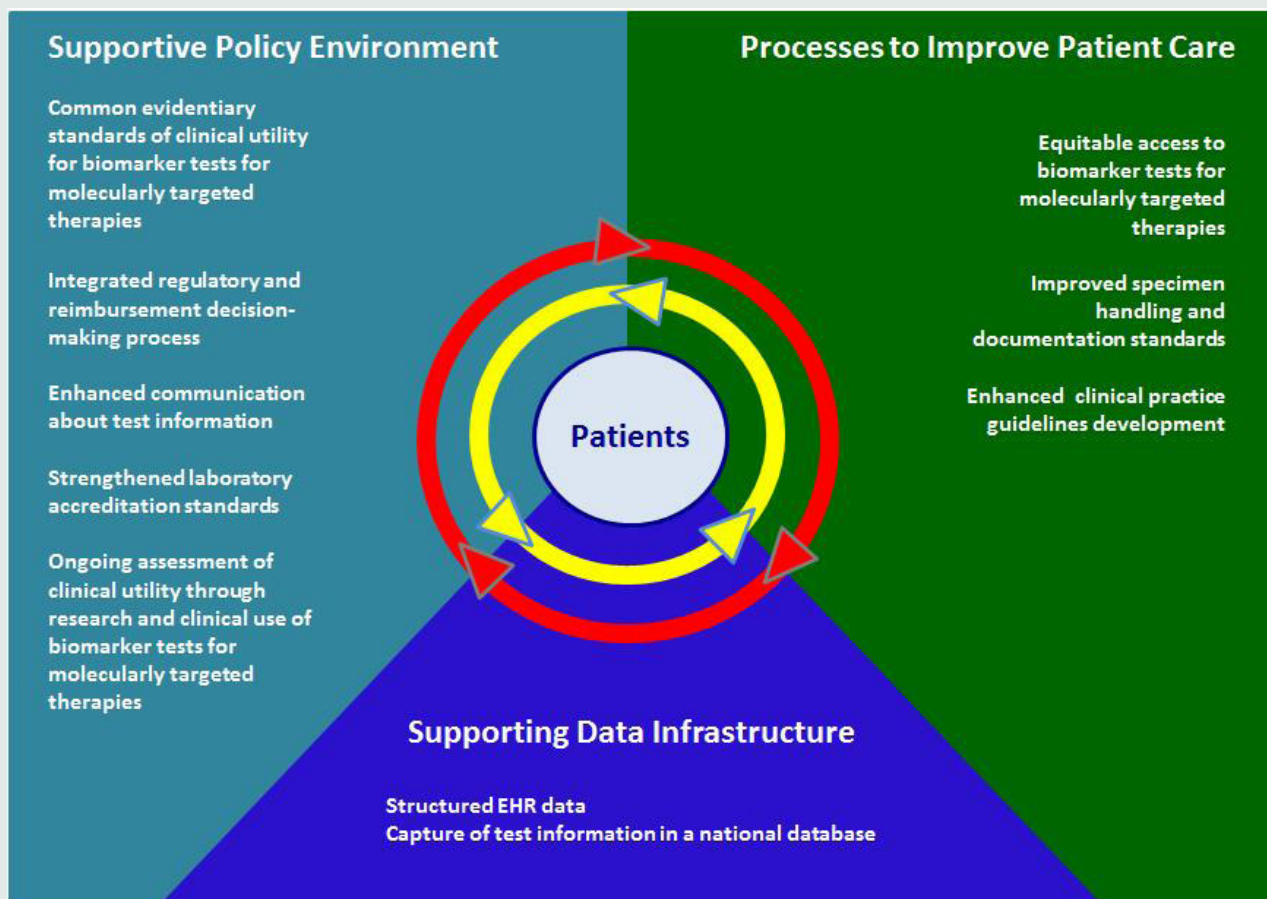 Supportive Policy Environment
Common evidentiary
standards of clinical utility
for biomarker tests for
molecularly targeted
therapies
Integrated regulatory and
reimbursement decision-
making process
Enhanced communication
about test information
Strengthened laboratory
accreditation standards
Ongoing assessment of
clinical utility through
research and clinical use of
biomarker tests for
molecularly targeted
therapies
Processes to Improve Patient Care
Equitable access to
biomarker tests for
molecularly targeted
therapies
Improved specimen
handling and
documentation standards
Enhanced clinical practice
guidelines development
Patients
Supporting Data Infrastructure
Structured EHR data
Capture of test information in a national database